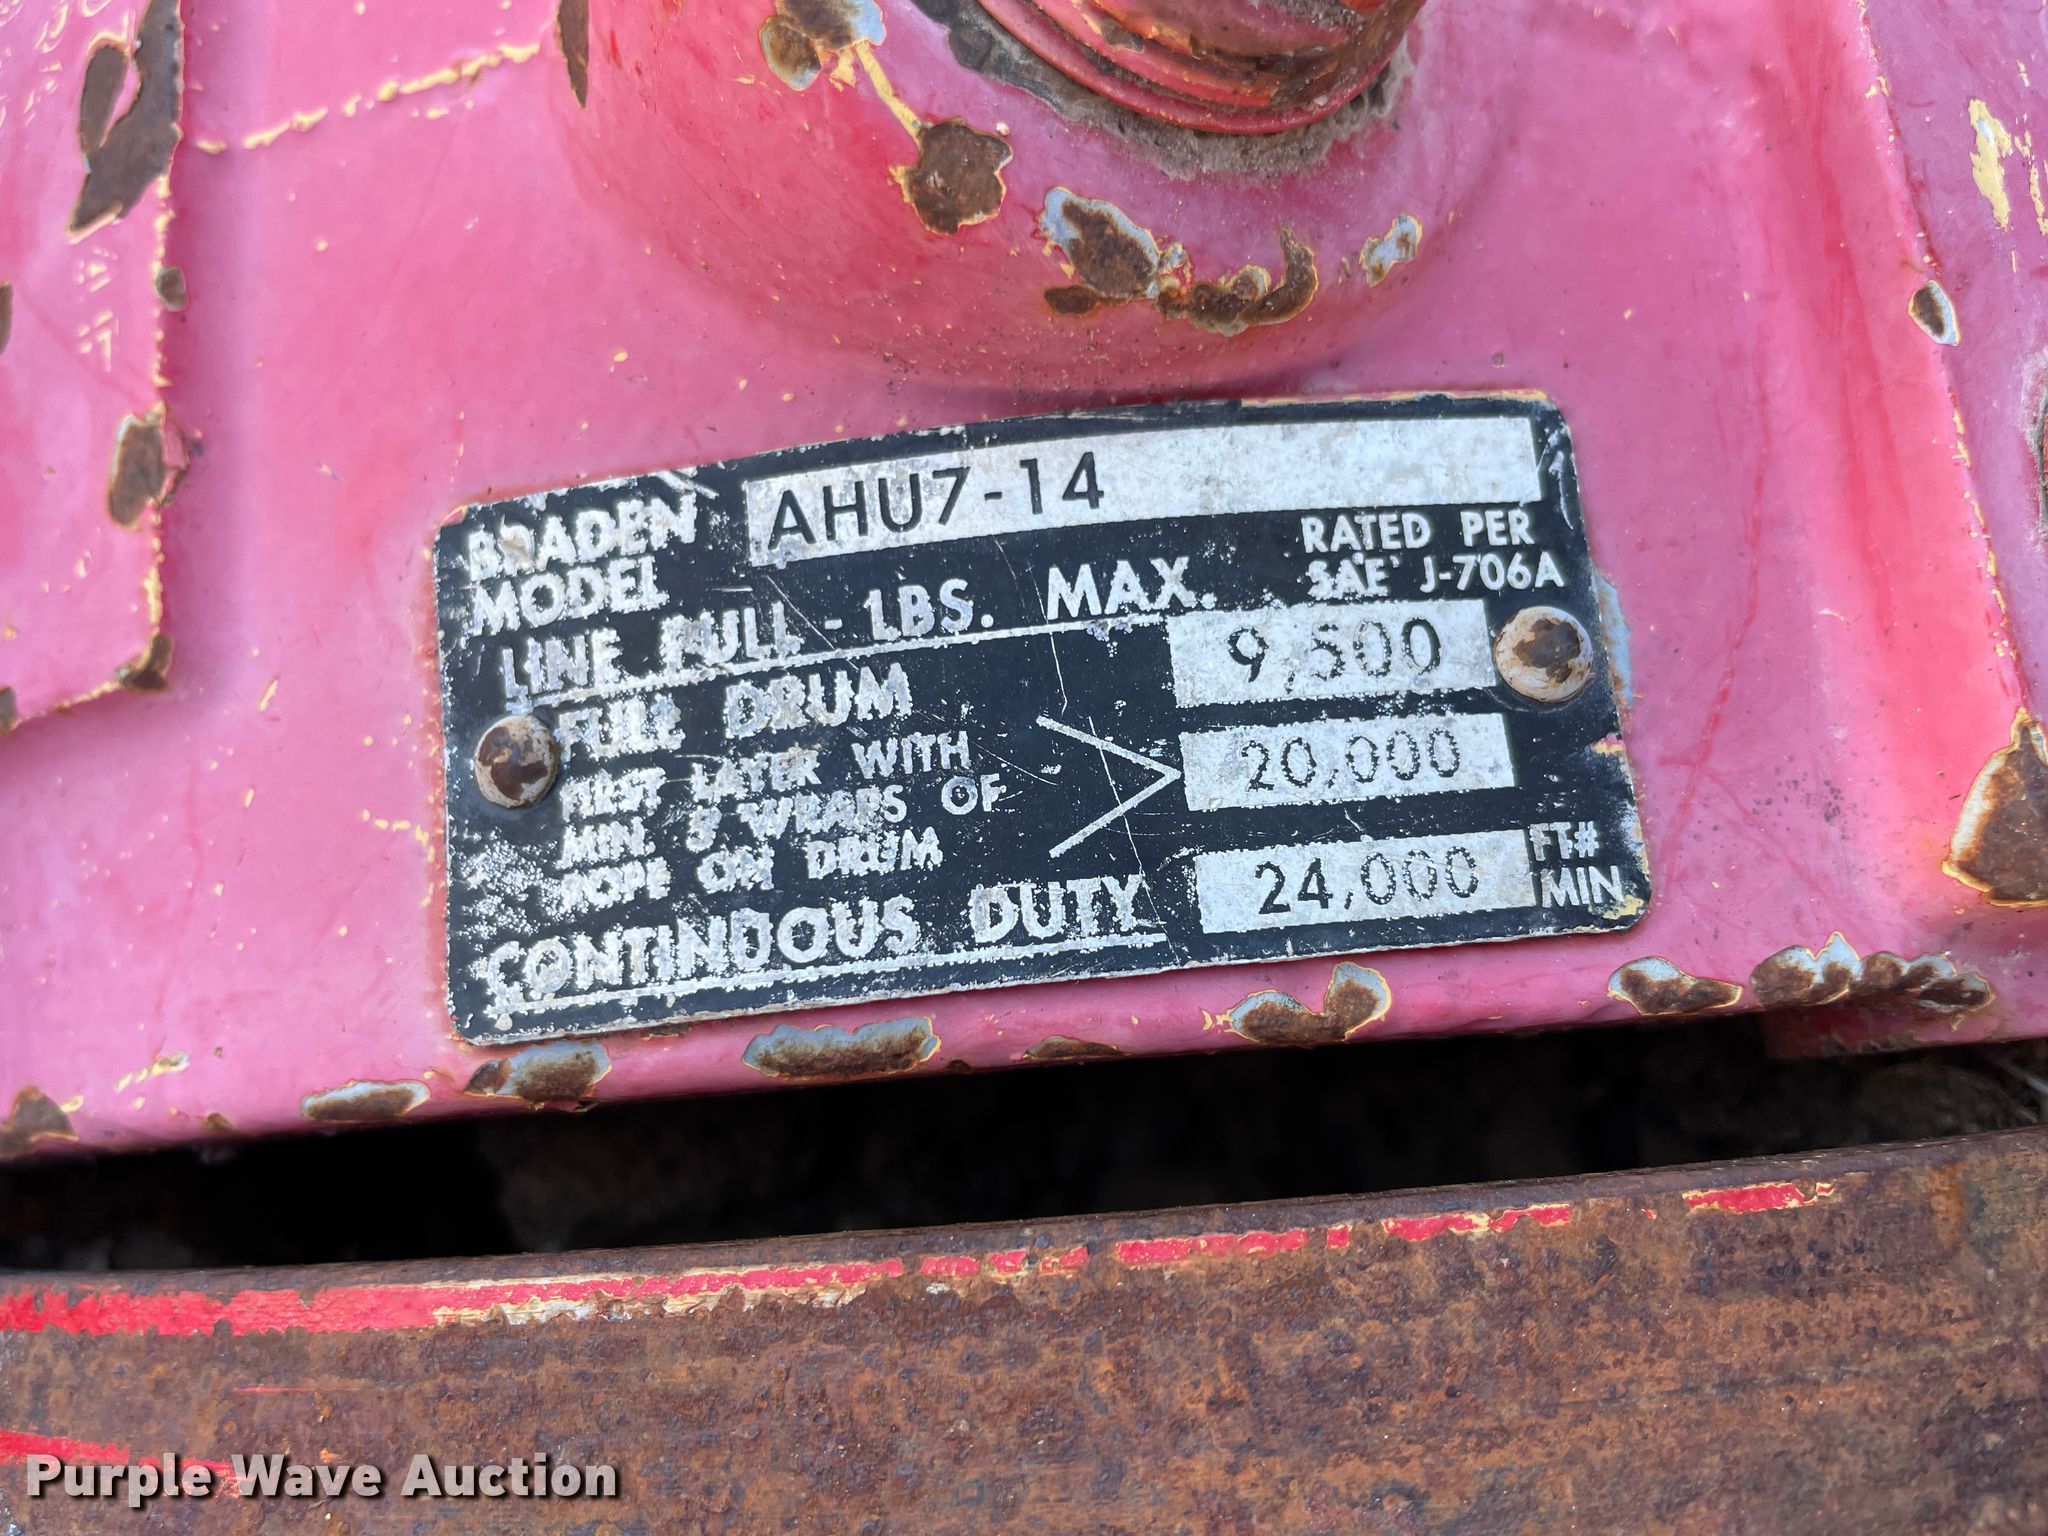 BRADEN MODEL AHU7-14
LINE PULL - LBS. MAX. RATED PER
SAE J-706A
FULL DRUM 9,500
FIRST LAYER WITH
MIN. 5 WRAPS OF
ROPE ON DRUM
20,000
CONTINUOUS DUTY 24,000 FT#
MIN
Purple Wave Auction